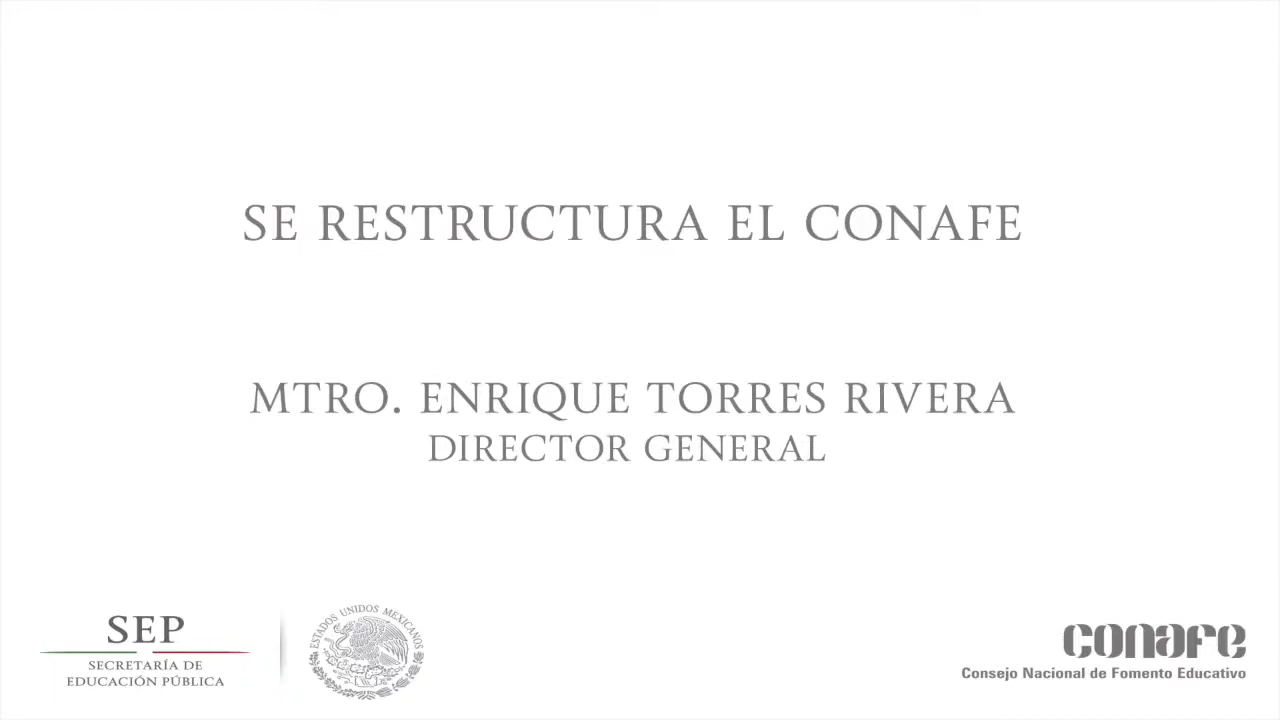 SE RESTRUCTURA EL CONAFE
MTRO. ENRIQUE TORRES RIVERA
DIRECTOR GENERAL
SEP
SECRETARÍA DE
EDUCACIÓN PÚBLICA
ESTADOS UNIDOS MEXICANOS
conafe
Consejo Nacional de Fomento Educativo